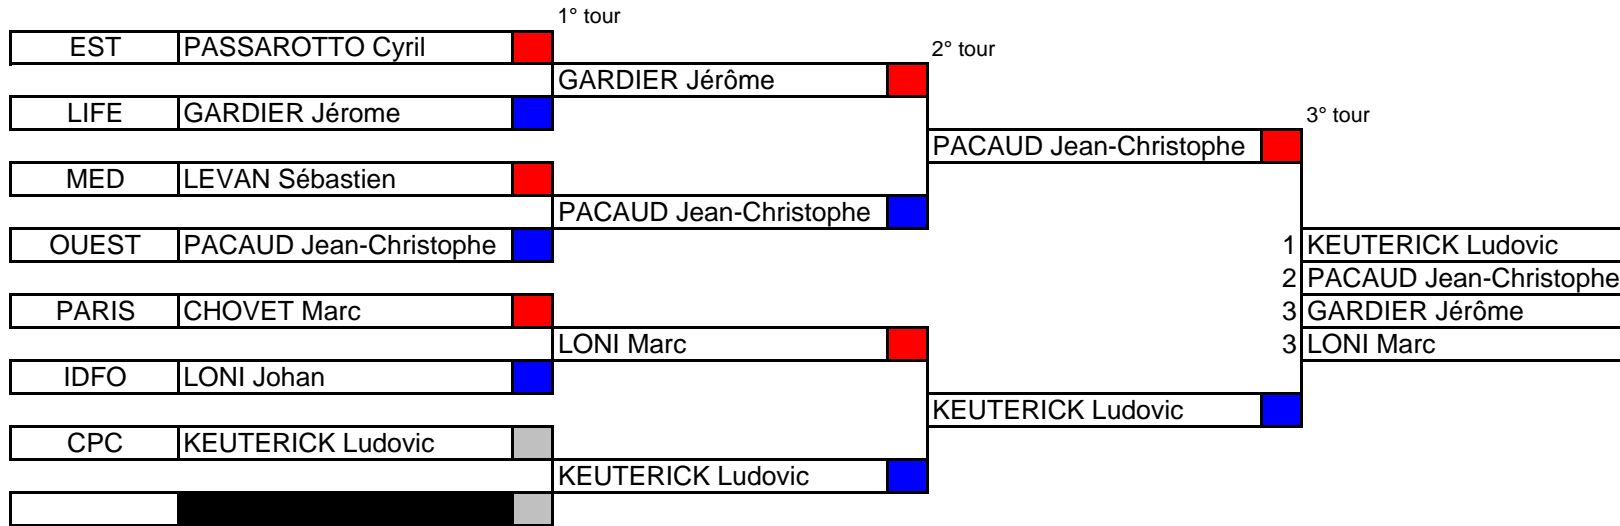 1° tour
EST PASSAROTTO Cyril
2° tour
GARDIER Jérôme
LIFE GARDIER Jérome
3° tour
PACAUD Jean-Christophe
MED LEVAN Sébastien
PACAUD Jean-Christophe
OUEST PACAUD Jean-Christophe
1 KEUTERICK Ludovic
2 PACAUD Jean-Christophe
PARIS CHOVET Marc
3 GARDIER Jérôme
LONI Marc
3 LONI Marc
IDFO LONI Johan
KEUTERICK Ludovic
CPC KEUTERICK Ludovic
KEUTERICK Ludovic